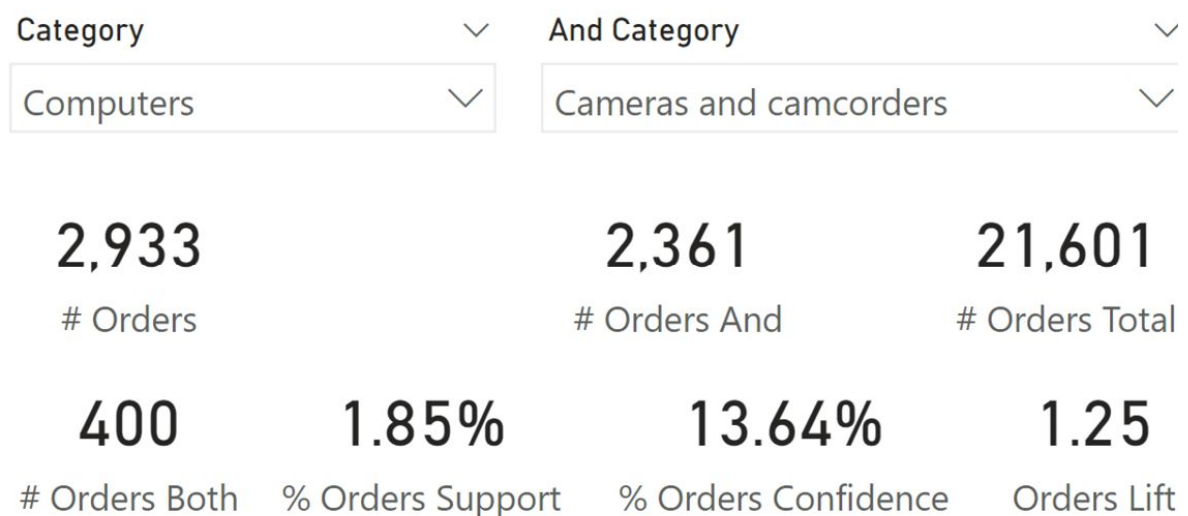 Category And Category
Computers Cameras and camcorders
2,933 2,361 21,601
# Orders # Orders And # Orders Total
400 1.85% 13.64% 1.25
# Orders Both % Orders Support % Orders Confidence Orders Lift